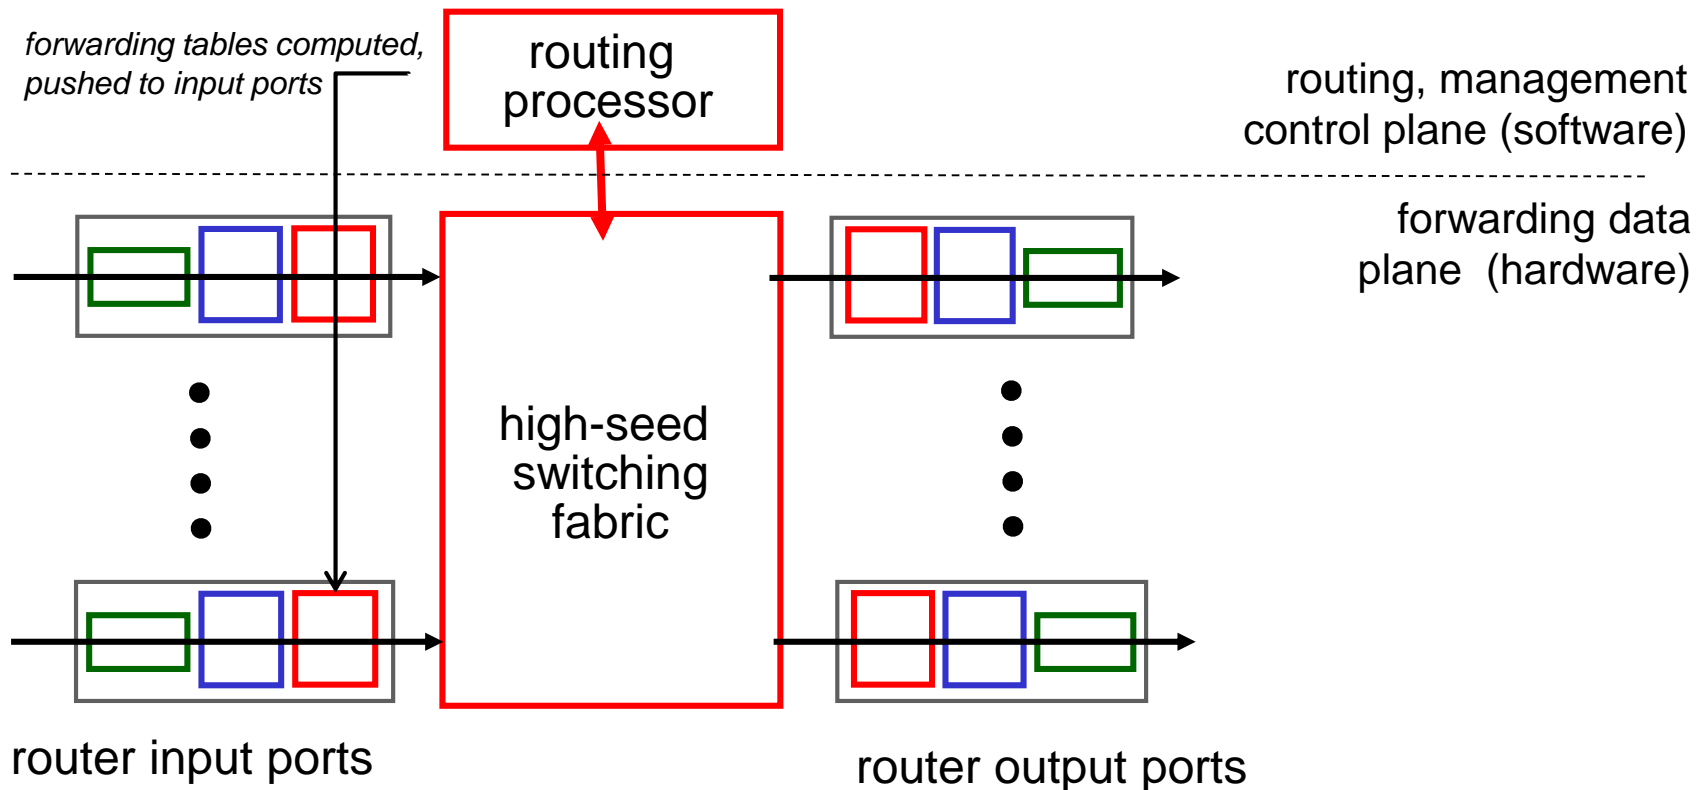 forwarding tables computed,
pushed to input ports
routing
processor
routing, management
control plane (software)
forwarding data
plane (hardware)
high-seed
switching
fabric
router input ports
router output ports